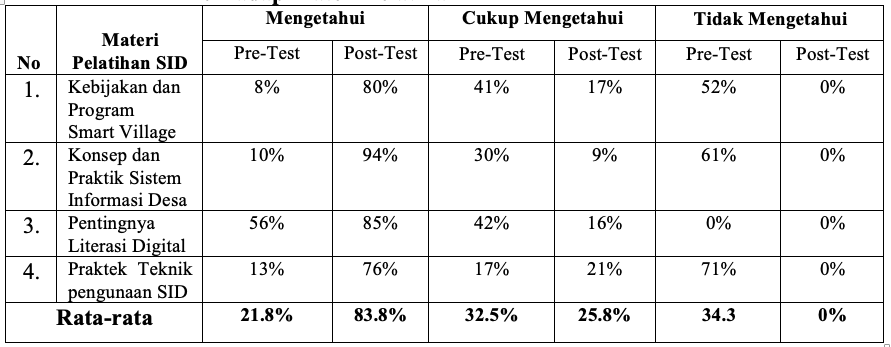 No Materi Pelatihan SID Mengetahui Cukup Mengetahui Tidak Mengetahui
Pre-Test Post-Test Pre-Test Post-Test Pre-Test Post-Test
1. Kebijakan dan 8% 80% 41% 17% 52% 0%
Program
Smart Village
2. Konsep dan 10% 94% 30% 9% 61% 0%
Praktik Sistem
Informasi Desa
3. Pentingnya 56% 85% 42% 16% 0% 0%
Literasi Digital
4. Praktek Teknik 13% 76% 17% 21% 71% 0%
pengunaan SID
Rata-rata 21.8% 83.8% 32.5% 25.8% 34.3 0%